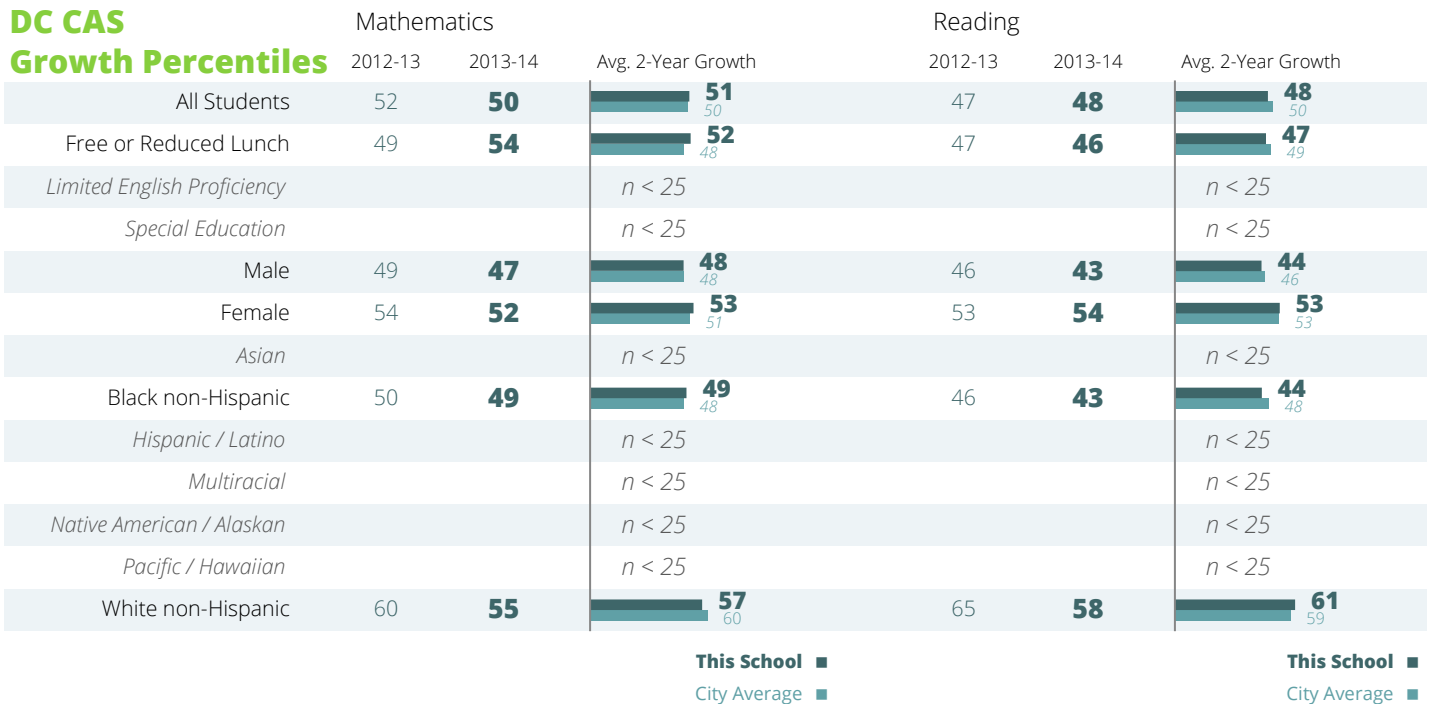 DC CAS
Growth Percentiles
Mathematics
Reading
2012-13 2013-14 Avg. 2-Year Growth 2012-13 2013-14 Avg. 2-Year Growth
All Students 52 50 51 50 47 48 48 50
Free or Reduced Lunch 49 54 52 48 47 46 47 49
Limited English Proficiency n < 25 n < 25
Special Education n < 25 n < 25
Male 49 47 48 48 46 43 44 46
Female 54 52 53 51 53 54 53 53
Asian n < 25 n < 25
Black non-Hispanic 50 49 49 48 46 43 44 48
Hispanic / Latino n < 25 n < 25
Multiracial n < 25 n < 25
Native American / Alaskan n < 25 n < 25
Pacific / Hawaiian n < 25 n < 25
White non-Hispanic 60 55 57 60 65 58 61 59
This School This School
City Average City Average